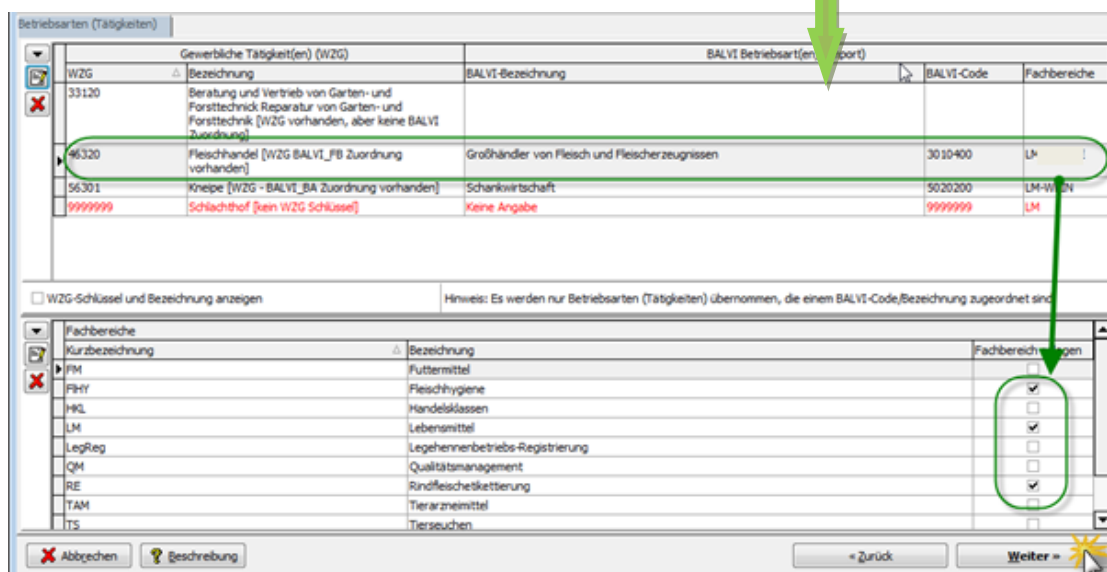 Betriebsarten (Tätigkeiten)
Gewerbliche Tätigkeit(en) (WZG) BALVI Betriebsart(en)
WZG Bezeichnung BALVI-Bezeichnung BALVI-Code Fachbereiche
33120 Beratung und Vertrieb von Garten- und
Forsttechnick Reparatur von Garten- und
Forsttechnik [WZG vorhanden, aber keine BALVI
Zuordnung]
46320 Fleischhandel [WZG BALVI_FB Zuordnung Großhändler von Fleisch und Fleischerzeugnissen 3010400
vorhanden]
56301 Kneipe [WZG - BALVI_BA Zuordnung vorhanden] Schankwirtschaft 5020200
9999999 Schlachthof [kein WZG Schlüssel] Keine Angabe 9999999 LM
WZG-Schlüssel und Bezeichnung anzeigen Hinweis: Es werden nur Betriebsarten (Tätigkeiten) übernommen, die einem BALVI-Code/Bezeichnung zugeordnet sind
Fachbereiche
Kurzbezeichnung Bezeichnung Fachbereich
FM Futtermittel
FlHY Fleischhygiene
HKL Handelsklassen
LM Lebensmittel
LegReg Legehennenbetriebs-Registrierung
QM Qualitätsmanagement
RE Rindfleischetikettierung
TAM Tierarzneimittel
TS Tierseuchen
Abbrechen Beschreibung « Zurück Weiter »